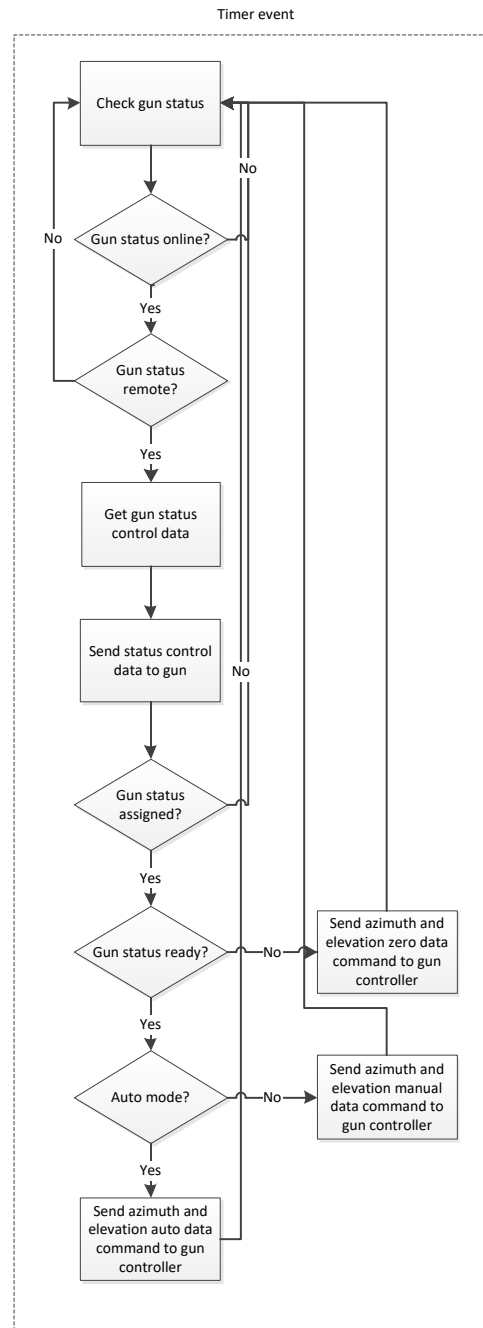 Timer event
Check gun status
No
No
Gun status online?
Yes
Gun status
remote?
Yes
Get gun status
control data
Send status control
data to gun
No
Gun status
assigned?
Yes
Gun status ready?
No
Send azimuth and
elevation zero data
command to gun
controller
Yes
Auto mode?
No
Send azimuth and
elevation manual
data command to
gun controller
Yes
Send azimuth and
elevation auto data
command to gun
controller